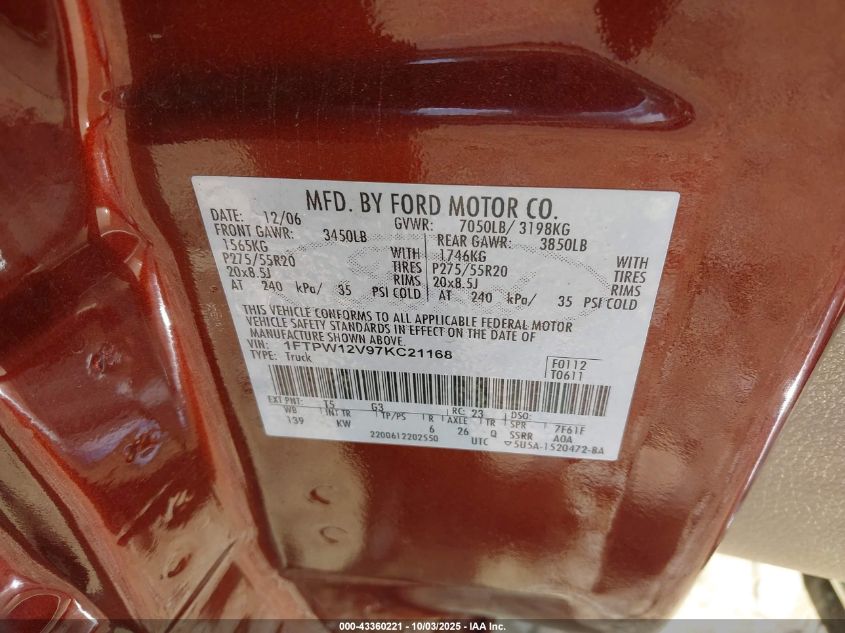 MFD. BY FORD MOTOR CO.
DATE: 12/06 GVWR: 7050LB/ 3198KG
FRONT GAWR: 3450LB REAR GAWR: 3850LB
1565KG WITH 1746KG WITH
P275/55R20 TIRES P275/55R20 TIRES
20x8.5J RIMS 20x8.5J RIMS
AT 240 kPa/ 35 PSI COLD AT 240 kPa/ 35 PSI COLD
THIS VEHICLE CONFORMS TO ALL APPLICABLE FEDERAL MOTOR
VEHICLE SAFETY STANDARDS IN EFFECT ON THE DATE OF
MANUFACTURE SHOWN ABOVE.
VIN: 1FTPW12V97KC21168
TYPE: Truck
F0112
T0611
EXT PNT: T5 G3 RC: 23 DSO:
WB INT TR TP/PS R AXLE TR SPR 7F61F
139 KW 6 26 Q SSRR A0A
2200612202550 UTC ▽5U5A-1520472-BA
000-43360221 - 10/03/2025 - IAA Inc.